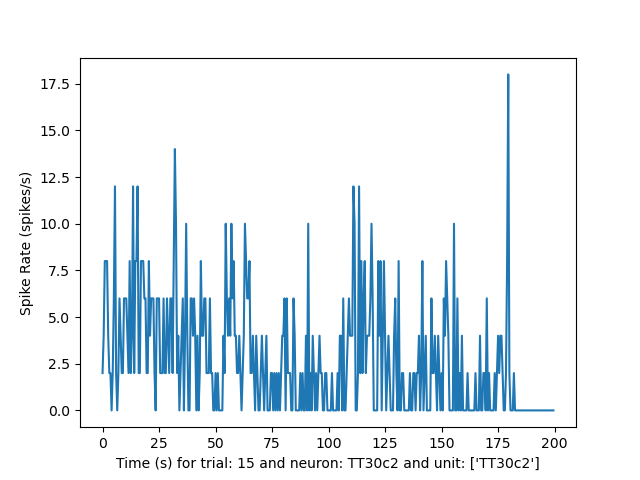 17.5
15.0
12.5
10.0
7.5
5.0
2.5
0.0
Spike Rate (spikes/s)
0 25 50 75 100 125 150 175 200
Time (s) for trial: 15 and neuron: TT30c2 and unit: ['TT30c2']